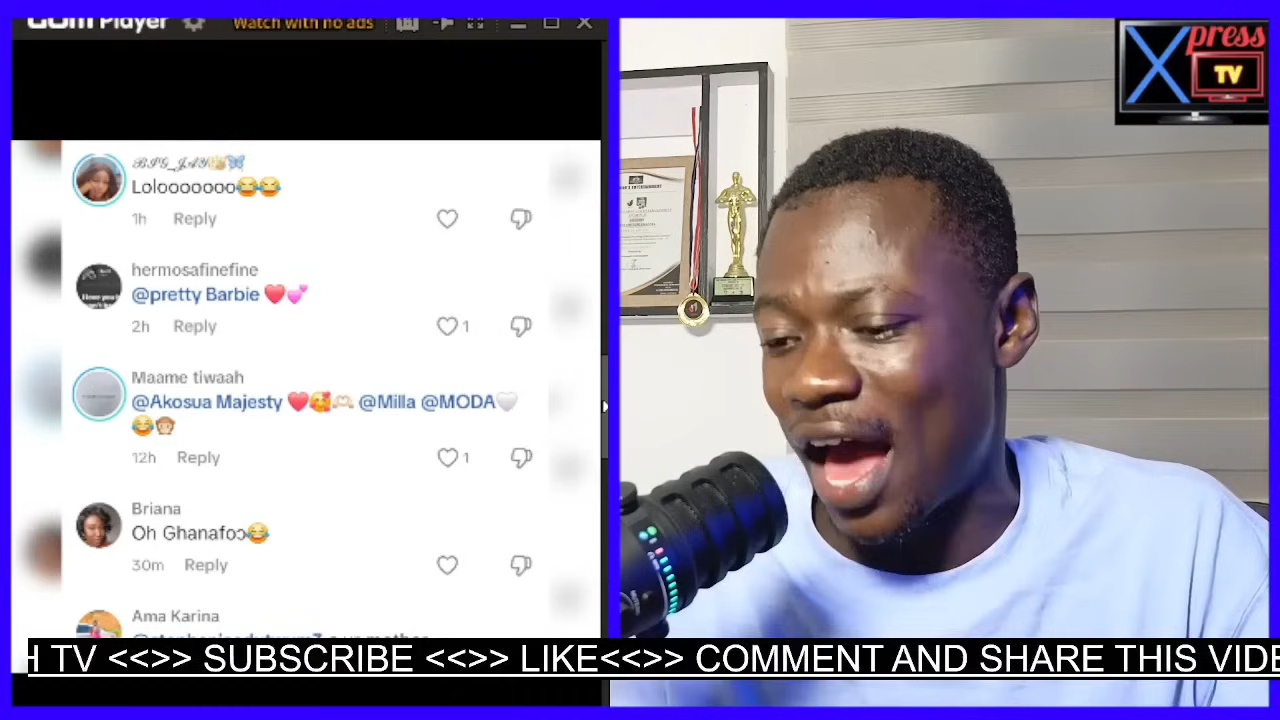 GOM Player
Watch with no ads
Xpress
TV
BIG_JAY
Loloooooooo😂😂
1h Reply
hermosafinefine
@pretty Barbie ❤️💕
2h Reply
1
Maame tiwaah
@Akosua Majesty ❤️🥰🫶🏼 @Milla @MODA🤍
😂🐵
12h Reply
1
Briana
Oh Ghanafoɔ😂
30m Reply
Ama Karina
H TV <<>> SUBSCRIBE <<>> LIKE<<>> COMMENT AND SHARE THIS VIDE